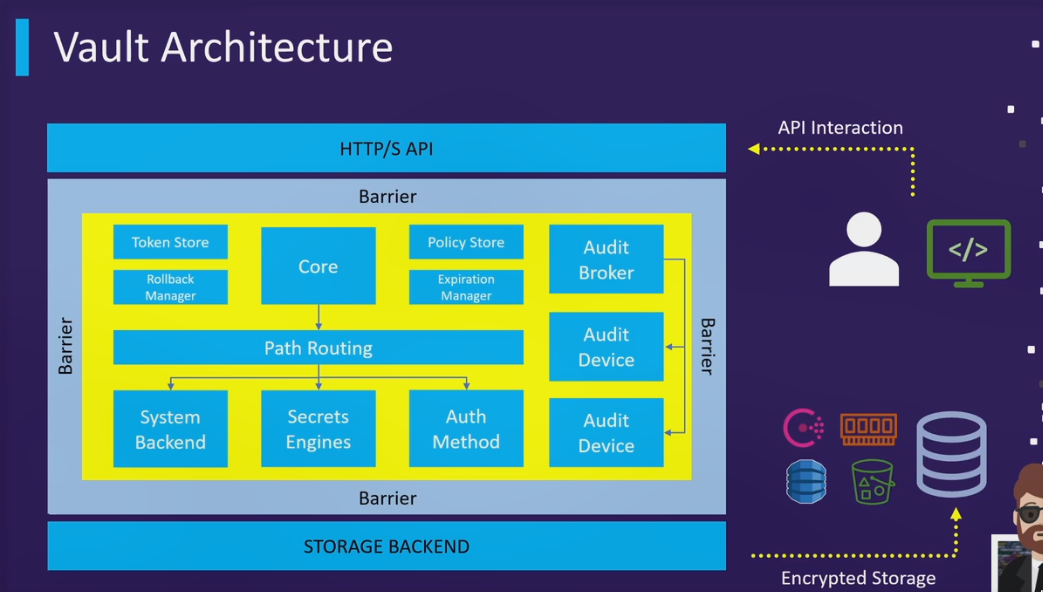 Vault Architecture
HTTP/S API
API Interaction
Barrier
Token Store
Core
Policy Store
Audit
Broker
Rollback
Manager
Expiration
Manager
</>
Barrier
Barrier
Path Routing
Audit
Device
System
Backend
Secrets
Engines
Auth
Method
Audit
Device
Barrier
STORAGE BACKEND
Encrypted Storage